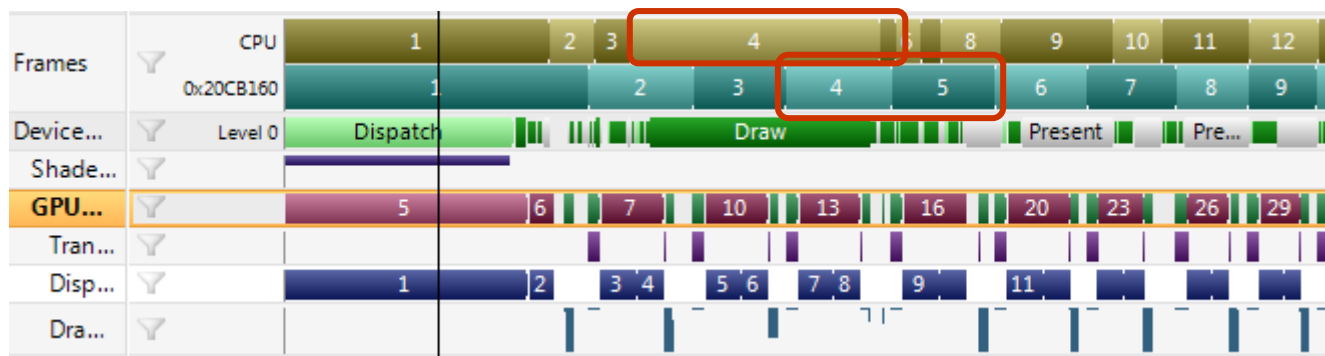 CPU 1 2 3 4 6 8 9 10 11 12
Frames
0x20CB160 1 2 3 4 5 6 7 8 9
Device... Level 0 Dispatch Draw Present Pre...
Shade...
GPU... 5 6 7 10 13 16 20 23 26 29
Tran...
Disp... 1 2 3 4 5 6 7 8 9 11
Dra...